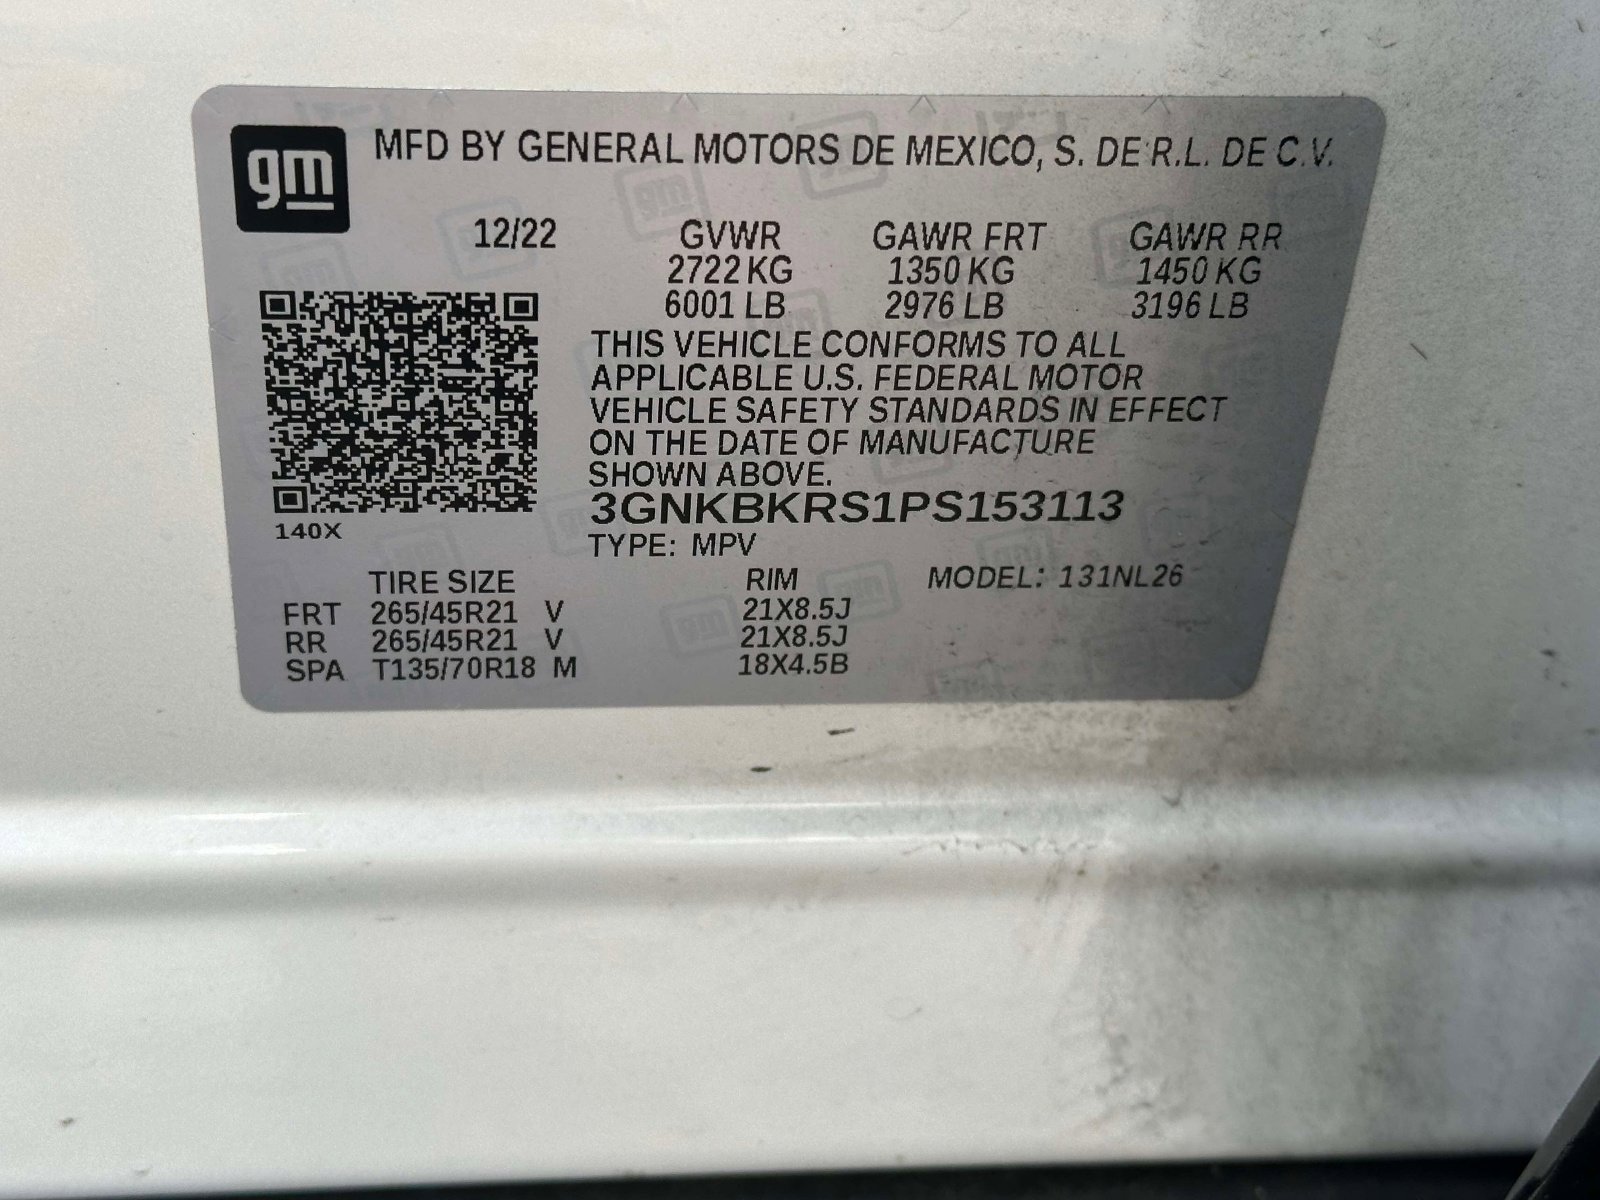 gm
MFD BY GENERAL MOTORS DE MEXICO, S. DE R.L. DE C.V.
12/22 GVWR GAWR FRT GAWR RR
2722 KG 1350 KG 1450 KG
6001 LB 2976 LB 3196 LB
THIS VEHICLE CONFORMS TO ALL
APPLICABLE U.S. FEDERAL MOTOR
VEHICLE SAFETY STANDARDS IN EFFECT
ON THE DATE OF MANUFACTURE
SHOWN ABOVE.
3GNKBKRS1PS153113
140X
TYPE: MPV
TIRE SIZE RIM MODEL: 131NL26
FRT 265/45R21 V 21X8.5J
RR 265/45R21 V 21X8.5J
SPA T135/70R18 M 18X4.5B